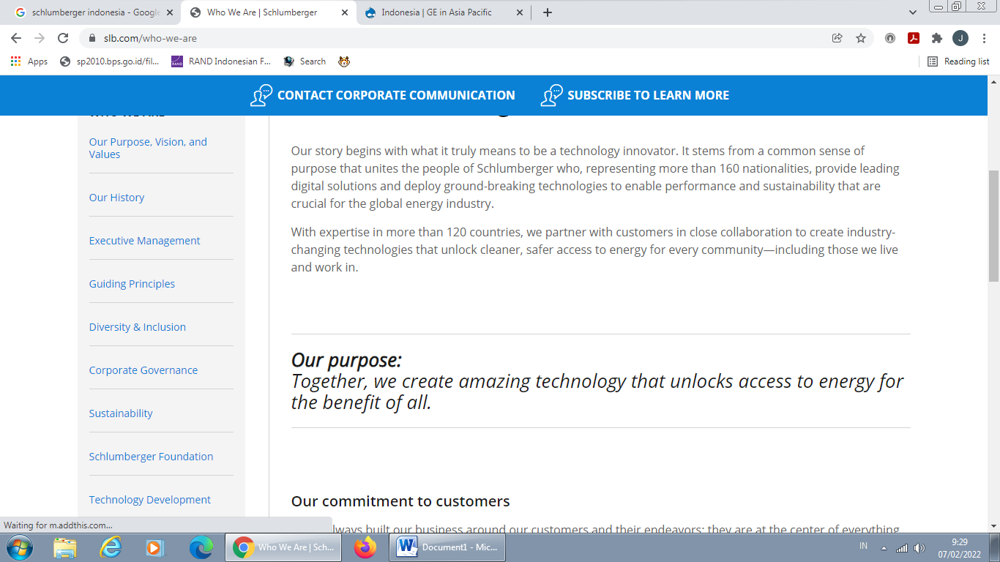 schlumberger indonesia - Google
Who We Are | Schlumberger
Indonesia | GE in Asia Pacific
slb.com/who-we-are
J
Apps
sp2010.bps.go.id/fil...
RAND Indonesian F...
Search
Reading list
CONTACT CORPORATE COMMUNICATION
SUBSCRIBE TO LEARN MORE
WHO WE ARE
Our Purpose, Vision, and
Values
Our History
Executive Management
Guiding Principles
Diversity & Inclusion
Corporate Governance
Sustainability
Schlumberger Foundation
Technology Development
Our story begins with what it truly means to be a technology innovator. It stems from a common sense of
purpose that unites the people of Schlumberger who, representing more than 160 nationalities, provide leading
digital solutions and deploy ground-breaking technologies to enable performance and sustainability that are
crucial for the global energy industry.
With expertise in more than 120 countries, we partner with customers in close collaboration to create industry-
changing technologies that unlock cleaner, safer access to energy for every community—including those we live
and work in.
Our purpose:
Together, we create amazing technology that unlocks access to energy for
the benefit of all.
Our commitment to customers
always built our business around our customers and their endeavors; they are at the center of everything
Waiting for m.addthis.com...
Who We Are | Sch...
Document1 - Mic...
IN
9:29
07/02/2022